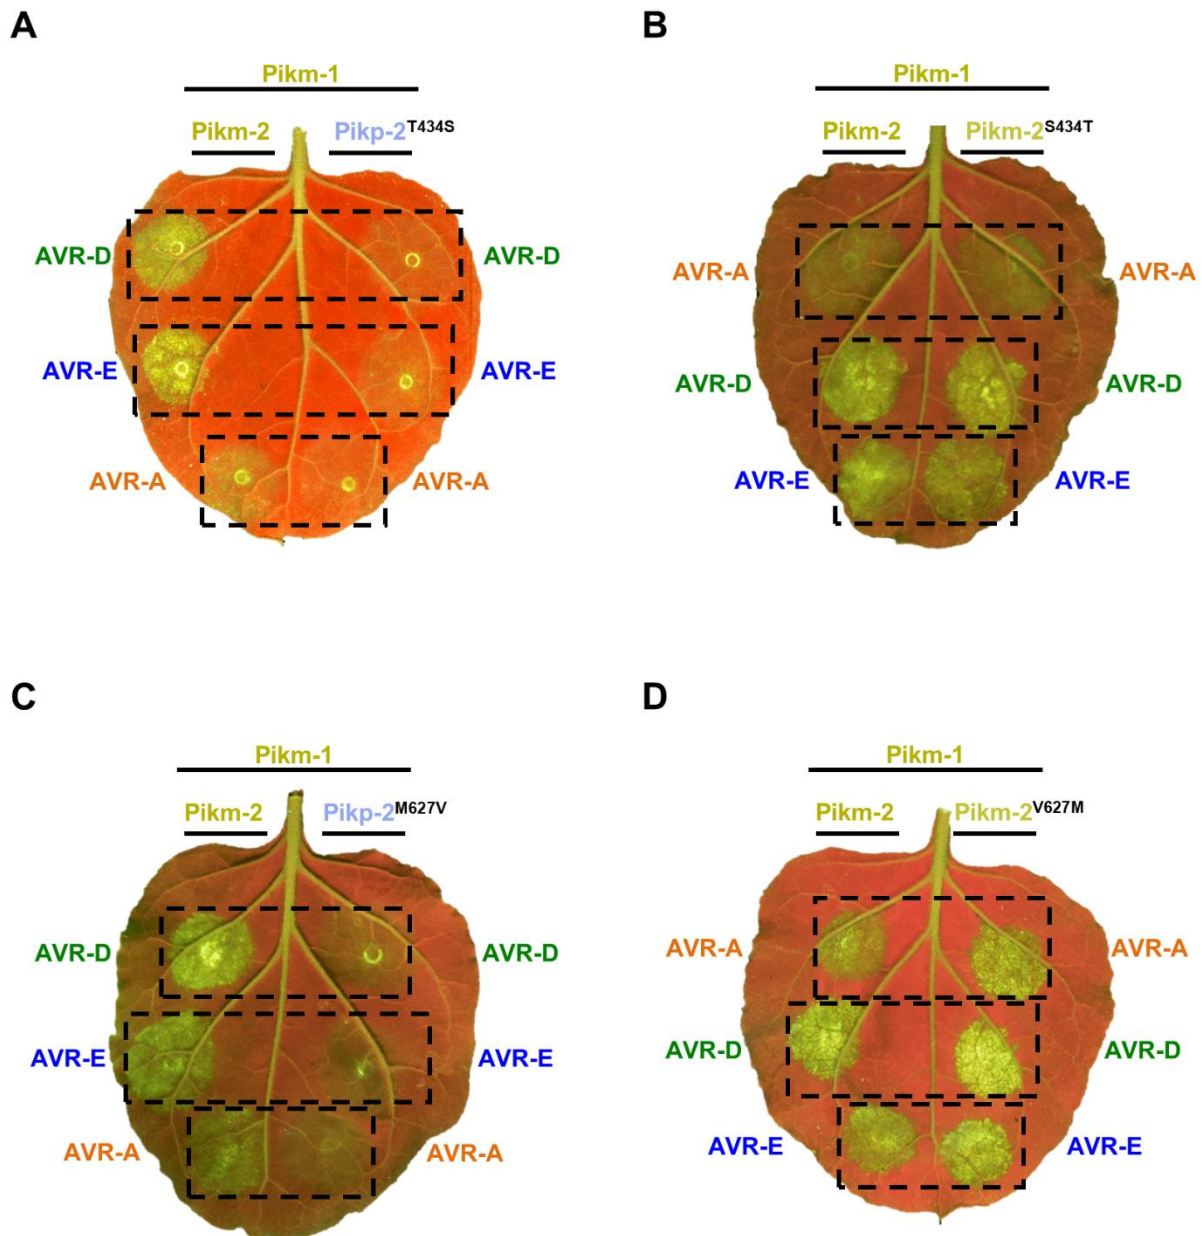 A
Pikm-1
Pikm-2 Pikp-2T434S
AVR-D AVR-D
AVR-E AVR-E
AVR-A AVR-A
B
Pikm-1
Pikm-2 Pikm-2S434T
AVR-A AVR-A
AVR-D AVR-D
AVR-E AVR-E
C
Pikm-1
Pikm-2 Pikp-2M627V
AVR-D AVR-D
AVR-E AVR-E
AVR-A AVR-A
D
Pikm-1
Pikm-2 Pikm-2V627M
AVR-A AVR-A
AVR-D AVR-D
AVR-E AVR-E